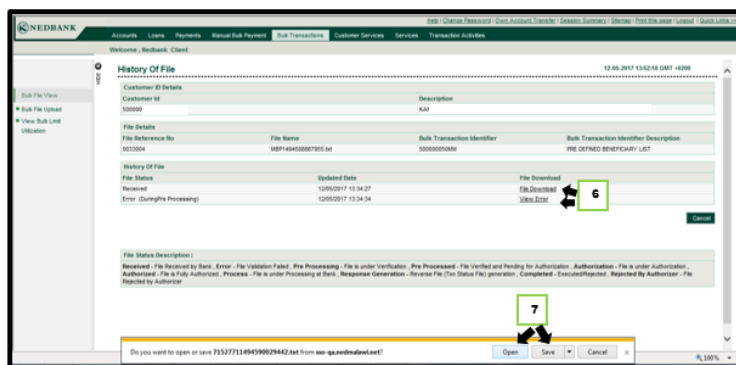 NEDBANK
Help | Change Password | Own Account Transfer | Session Summary | Sitemap | Print this page | Logout | Quick Links >>
Accounts Loans Payments Manual Bulk Payment Bulk Transactions Customer Services Services Transaction Activities
Welcome , Nedbank Client
HIDE
Bulk File View
Bulk File Upload
View Bulk Limit Utilization
History Of File
12-05-2017 13:52:18 GMT +0200
Customer ID Details
Customer Id Description
500000 KAf
File Details
File Reference No File Name Bulk Transaction Identifier Bulk Transaction Identifier Description
0033004 MBP1494588867955.txt 500000050MM PRE DEFINED BENEFICIARY LIST
History Of File
File Status Updated Date File Download
Received 12/05/2017 13:34:27 File Download
Error (DuringPre Processing) 12/05/2017 13:34:34 View Error
6
Cancel
File Status Description :
Received - File Received by Bank , Error - File Validation Failed , Pre Processing - File is under Verification , Pre Processed - File Verified and Pending for Authorization , Authorization - File is under Authorization ,
Authorized - File is Fully Authorized , Process - File is under Processing at Bank , Response Generation - Reverse File (Txn Status File) generation , Completed - Executed/Rejected , Rejected By Authorizer - File
Rejected by Authorizer
7
Do you want to open or save 71527711494590029442.txt from sso-qa.nedmalawi.net?
Open Save Cancel ×
100%